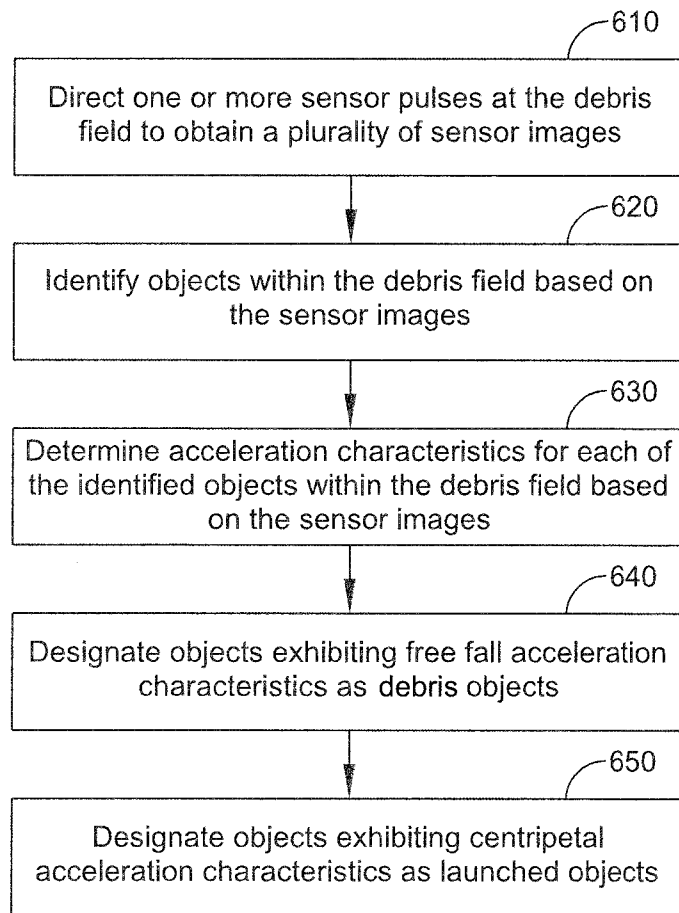 610
Direct one or more sensor pulses at the debris
field to obtain a plurality of sensor images
620
Identify objects within the debris field based on
the sensor images
630
Determine acceleration characteristics for each of
the identified objects within the debris field based
on the sensor images
640
Designate objects exhibiting free fall acceleration
characteristics as debris objects
650
Designate objects exhibiting centripetal
acceleration characteristics as launched objects